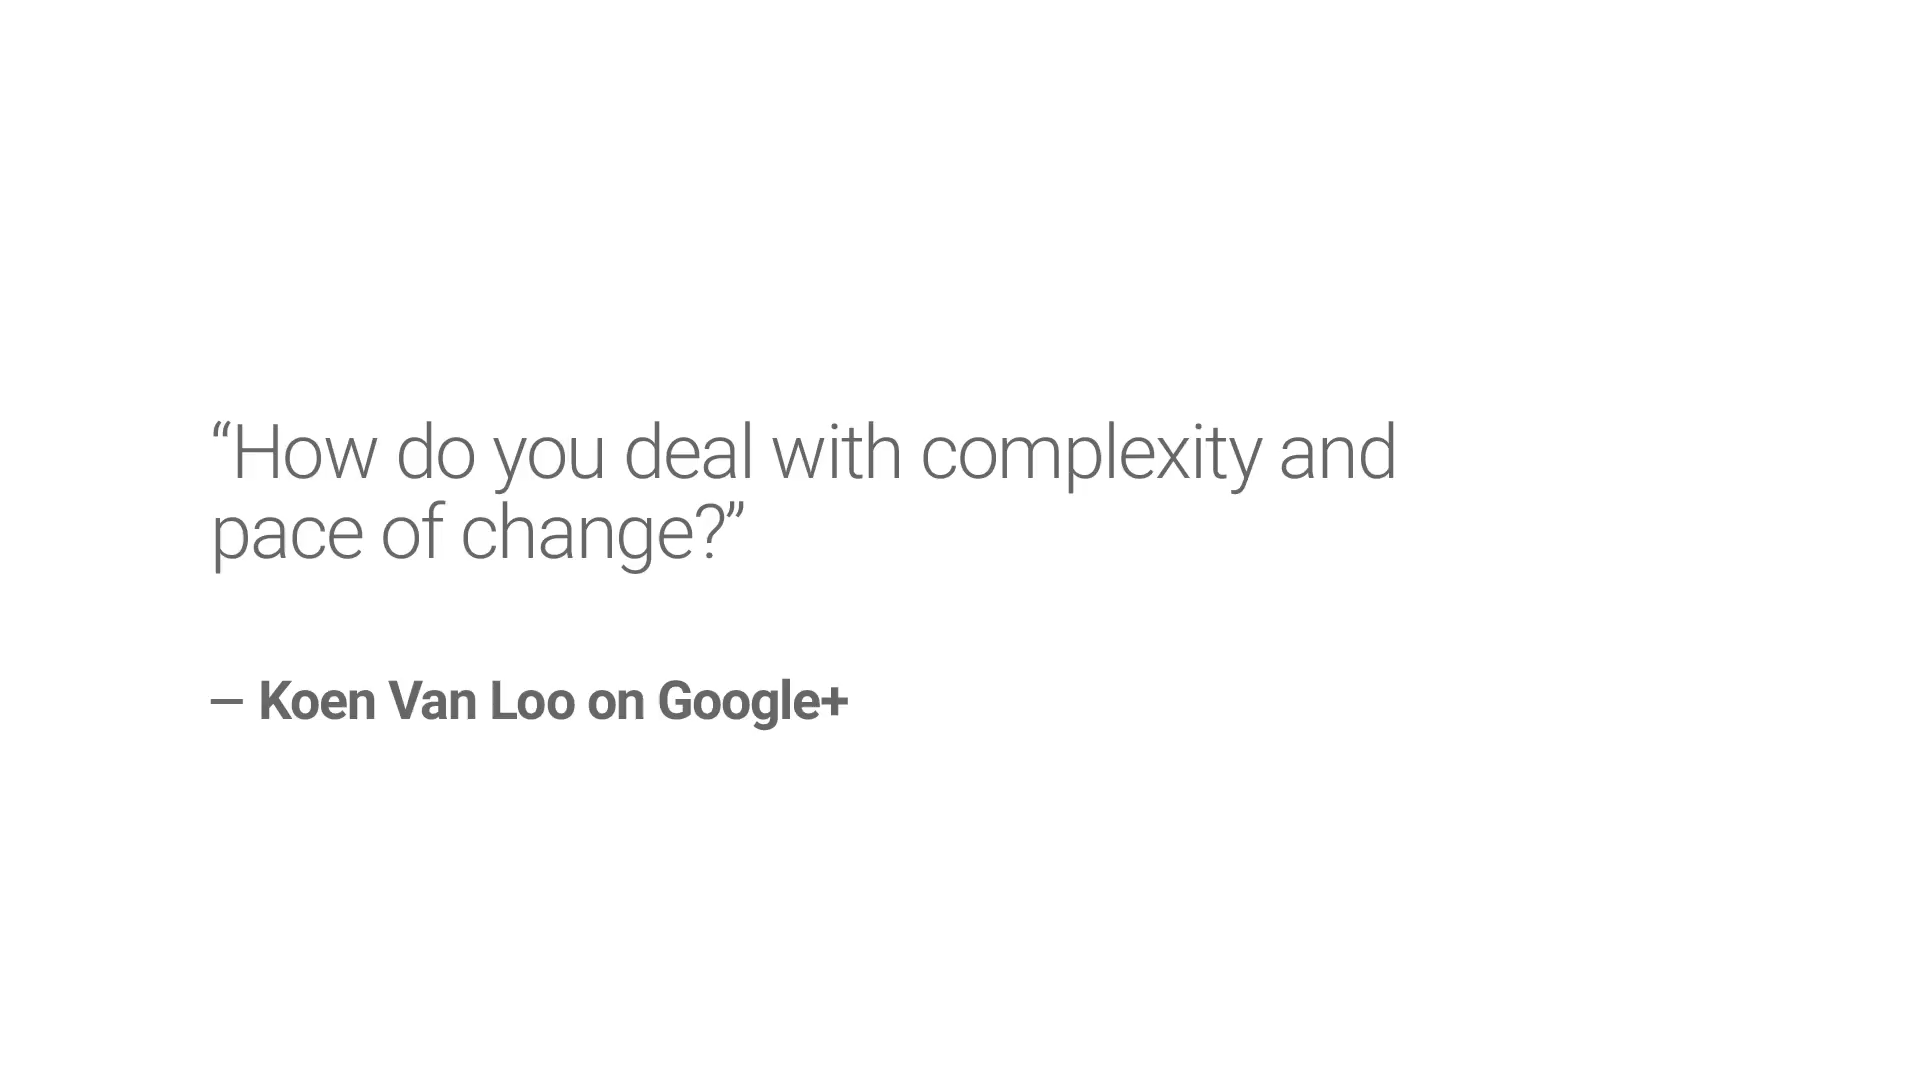 “How do you deal with complexity and
pace of change?”
— Koen Van Loo on Google+